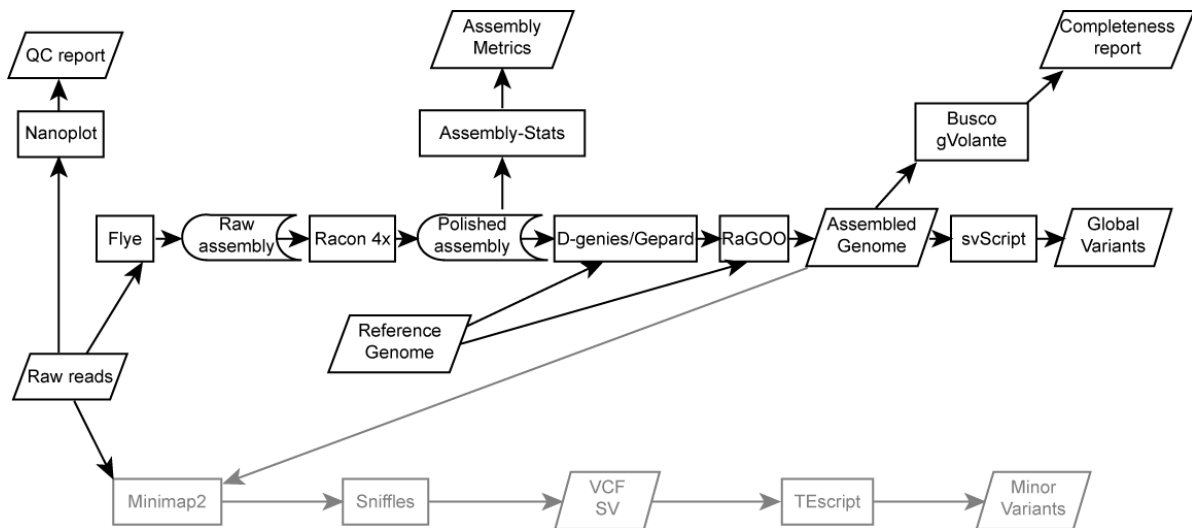 Assembly
Metrics
Completeness
report
QC report
Nanoplot
Assembly-Stats
Busco
gVolante
Flye
Raw
assembly
Racon 4x
Polished
assembly
D-genies/Gepard
RaGOO
Assembled
Genome
svScript
Global
Variants
Reference
Genome
Raw reads
Minimap2
Sniffles
VCF
SV
TEscript
Minor
Variants